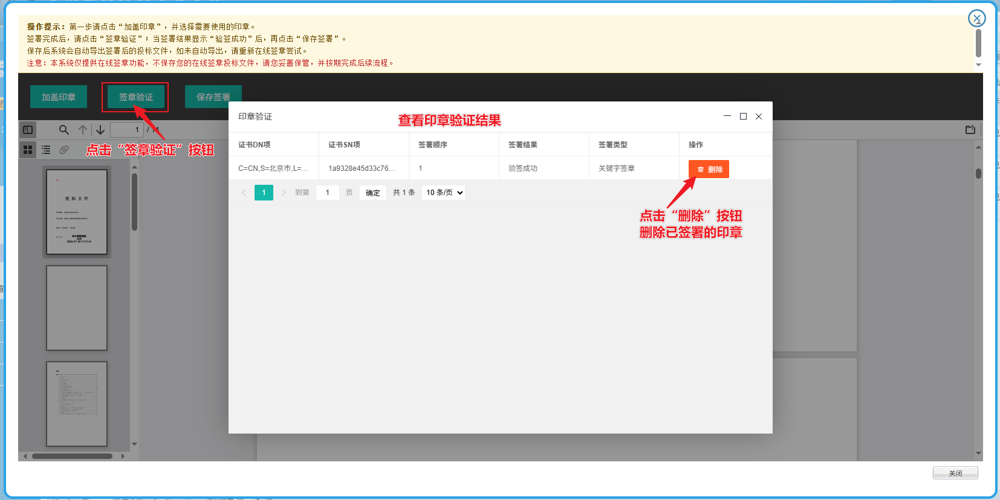 操作提示：第一步请点击“加盖印章”，并选择需要使用的印章。
签署完成后，请点击“签章验证”；当签署结果显示“验签成功”后，再点击“保存签署”。
保存后系统会自动导出签署后的投标文件，如未自动导出，请重新在线签章尝试。
注意：本系统仅提供在线签章功能，不保存您的在线签章投标文件，请您妥善保管，并按期完成后续流程。
加盖印章 签章验证 保存签署
印章验证
查看印章验证结果
1 /
点击“签章验证”按钮
证书DN项 证书SN项 签署顺序 签署结果 签署类型 操作
C=CN,S=北京市,L=... 1a9328e45d33c76... 1 验签成功 关键字签章 删除
1 到第 1 页 确定 共 1 条 10 条/页
点击“删除”按钮
删除已签署的印章
投标文件
关闭